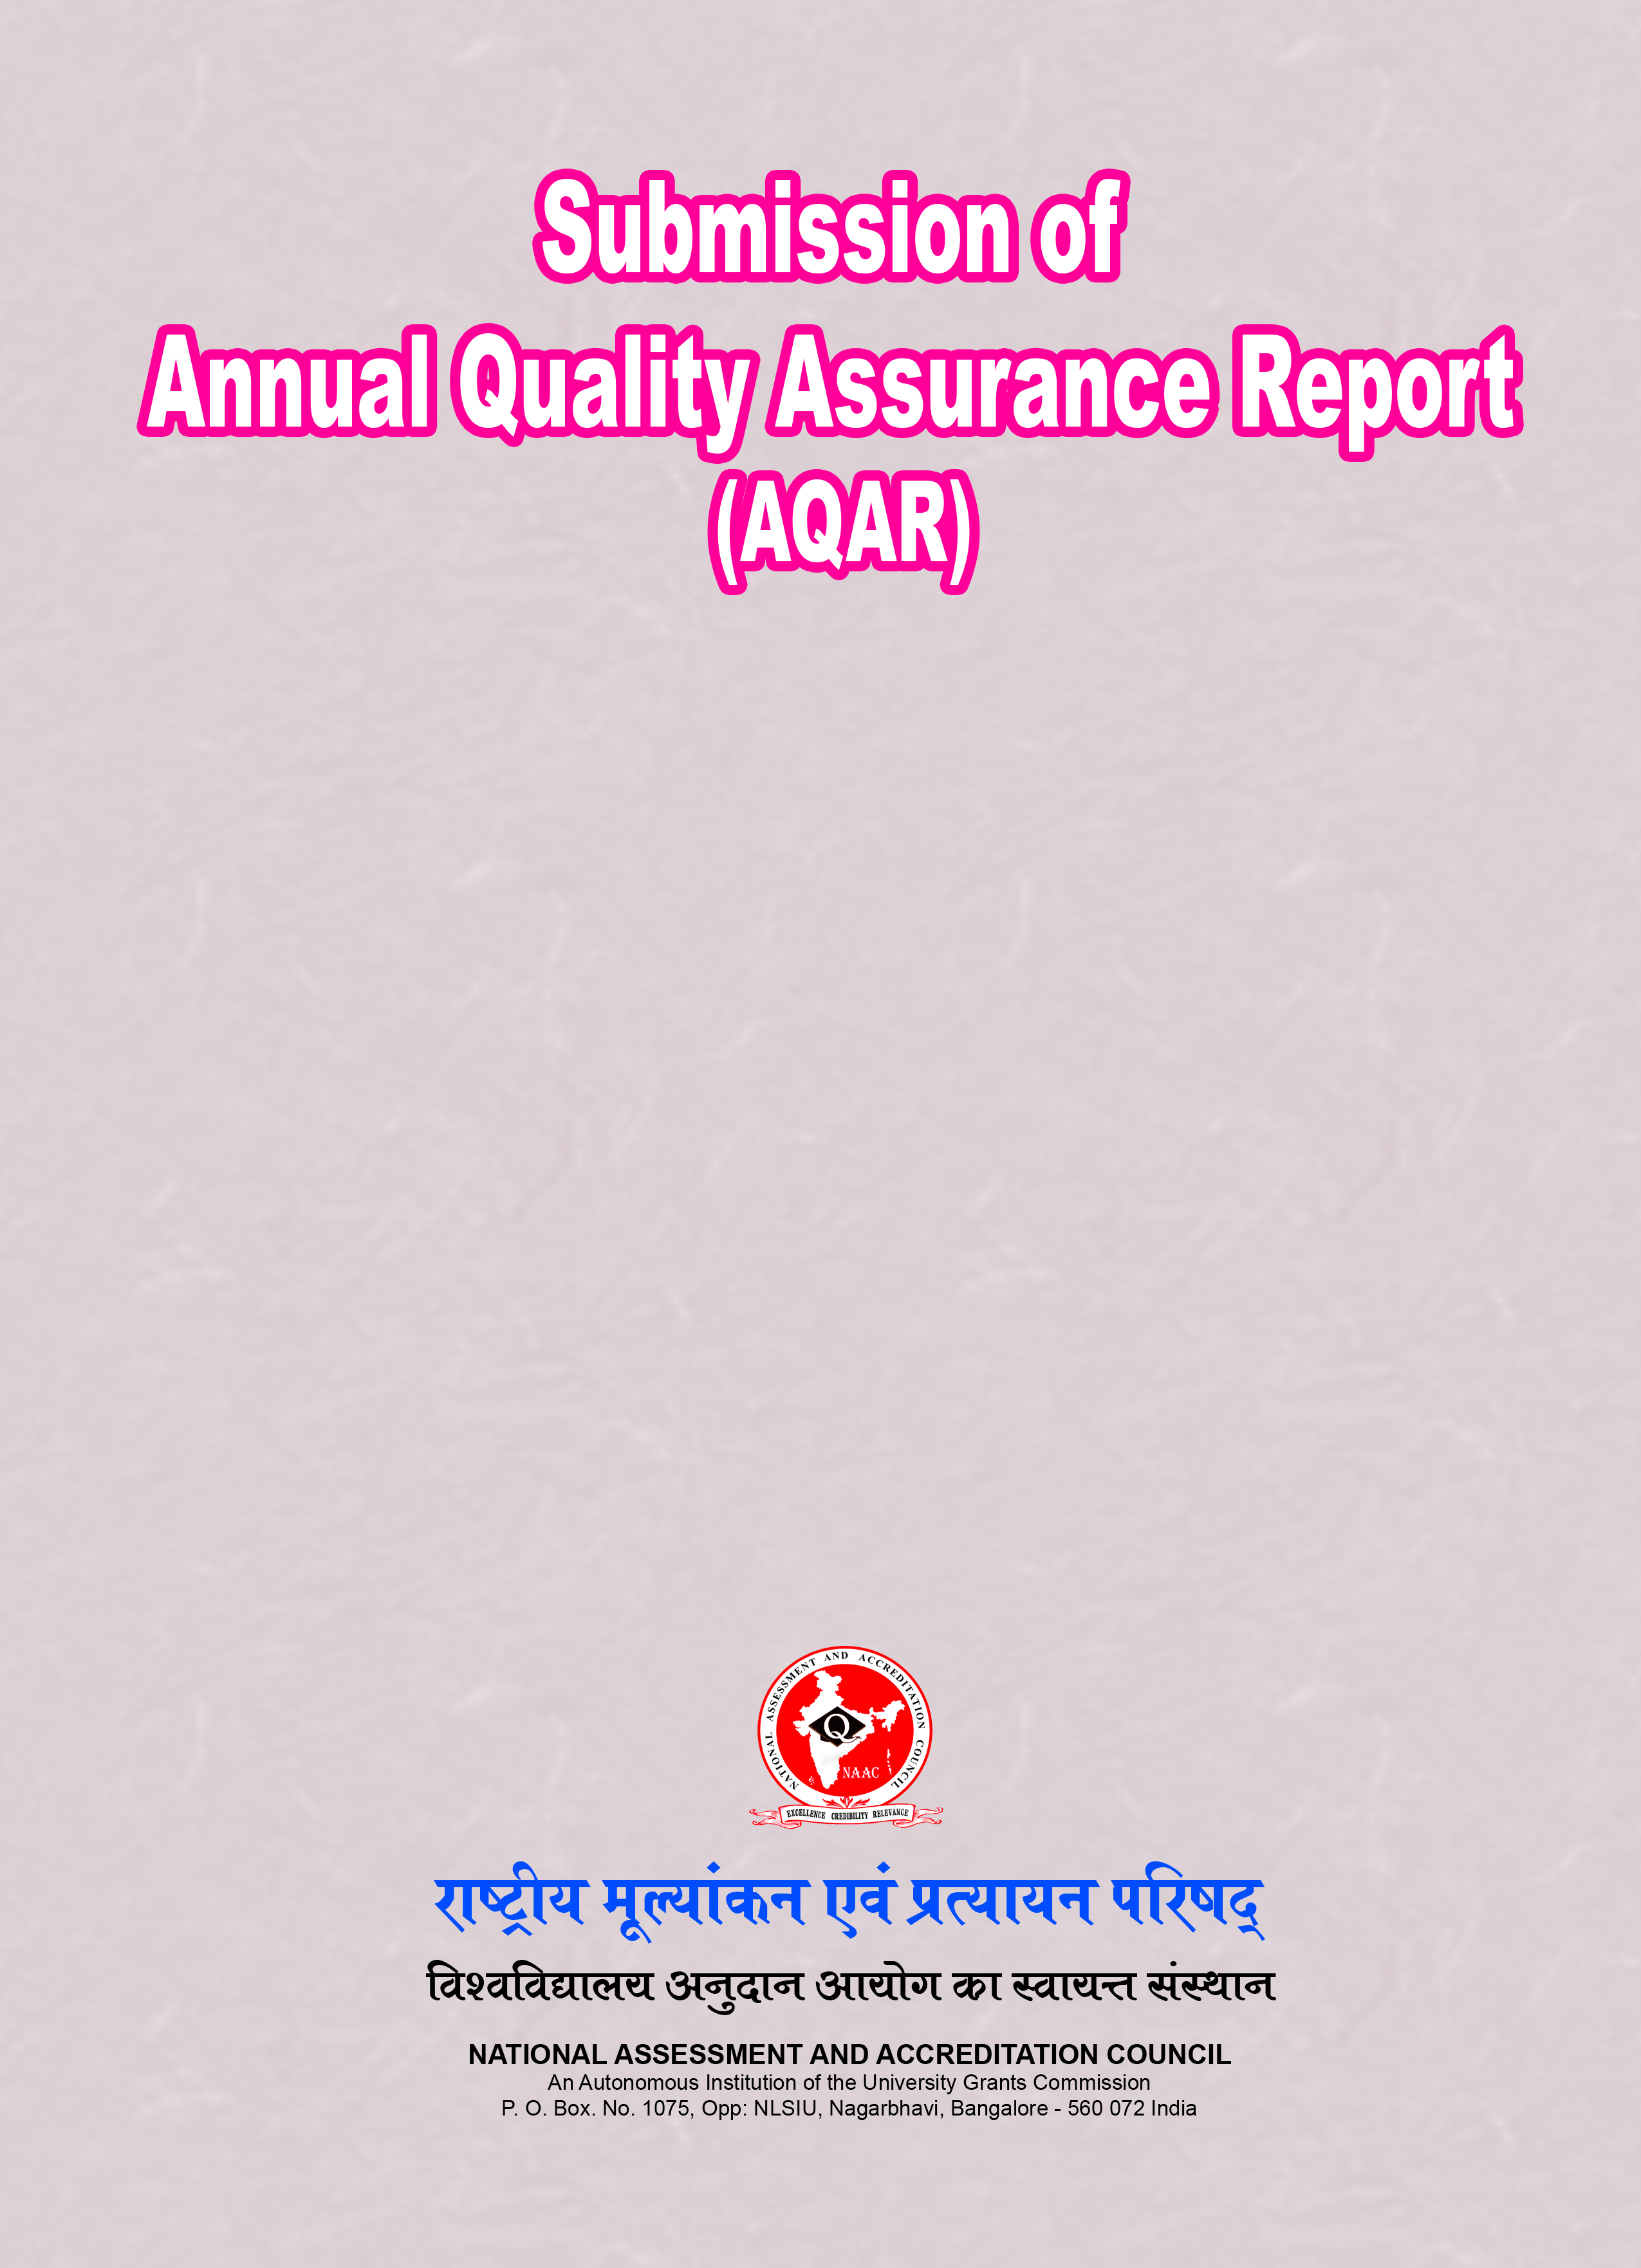 Submission of
Annual Quality Assurance Report
(AQAR)
NATIONAL ASSESSMENT AND ACCREDITATION COUNCIL
Q
NAAC
EXCELLENCE CREDIBILITY RELEVANCE
राष्ट्रीय मूल्यांकन एवं प्रत्यायन परिषद्
विश्वविद्यालय अनुदान आयोग का स्वायत्त संस्थान
NATIONAL ASSESSMENT AND ACCREDITATION COUNCIL
An Autonomous Institution of the University Grants Commission
P. O. Box. No. 1075, Opp: NLSIU, Nagarbhavi, Bangalore - 560 072 India